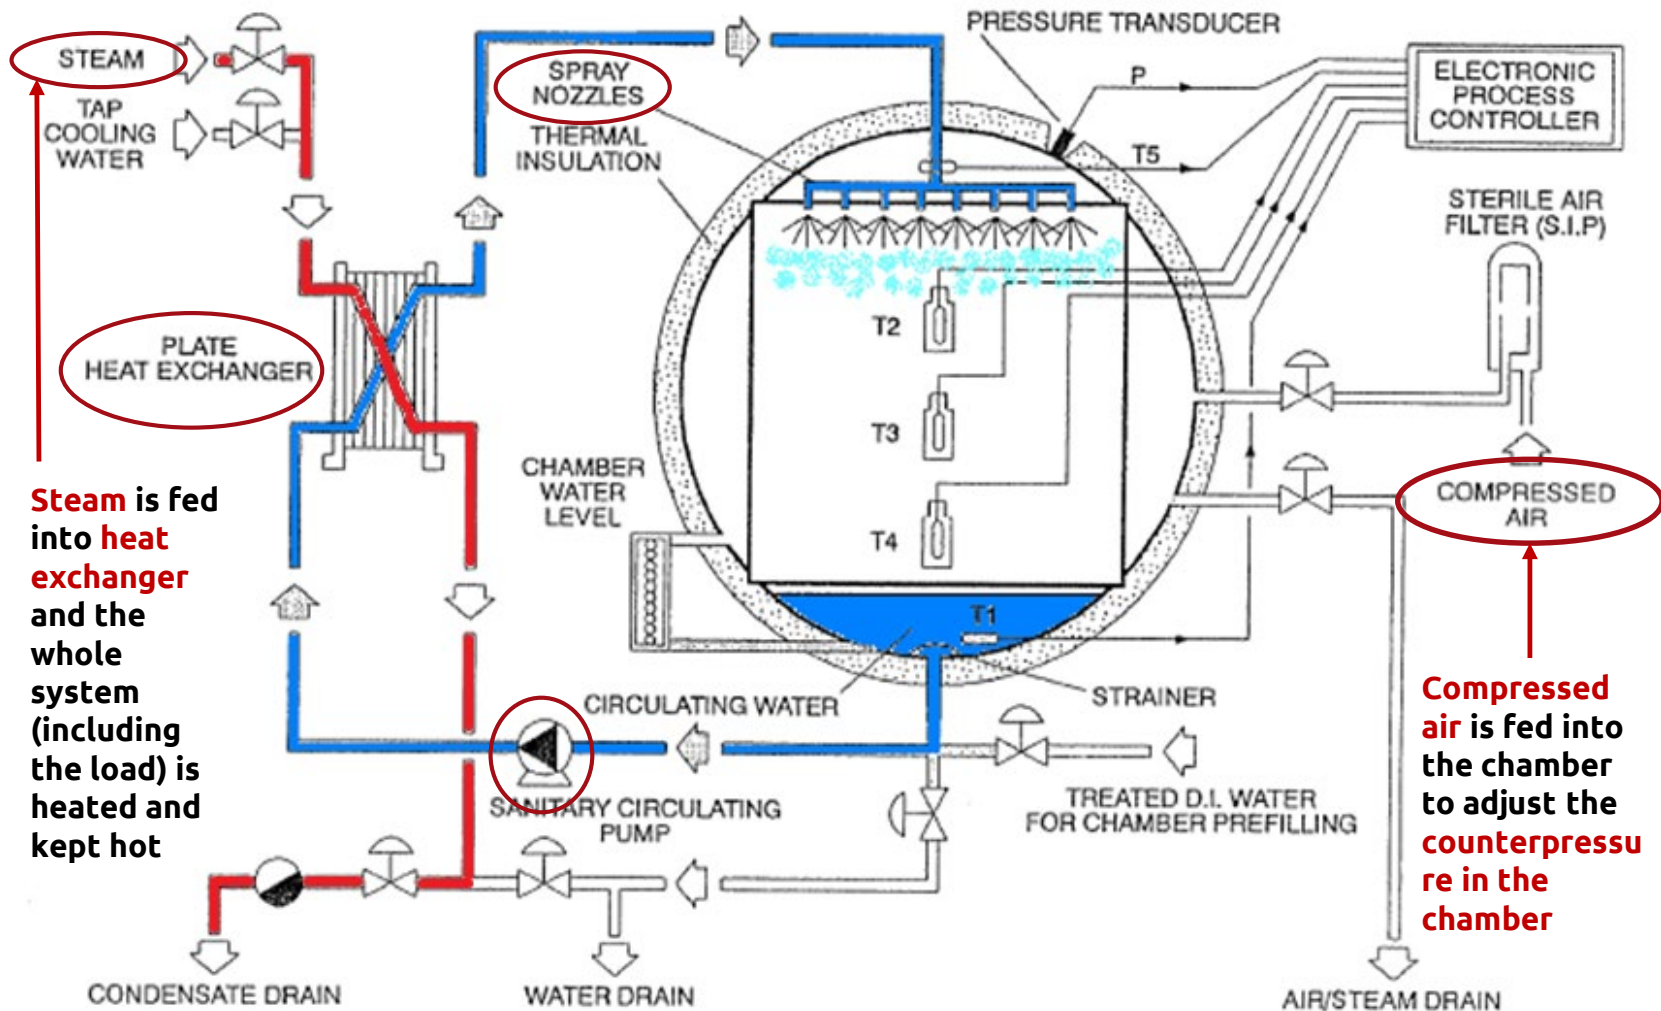 STEAM
TAP
COOLING
WATER
SPRAY
NOZZLES
THERMAL
INSULATION
PRESSURE TRANSDUCER
P
T5
ELECTRONIC
PROCESS
CONTROLLER
STERILE AIR
FILTER (S.I.P)
PLATE
HEAT EXCHANGER
T2
T3
T4
T1
CHAMBER
WATER
LEVEL
COMPRESSED
AIR
Steam is fed
into heat
exchanger
and the
whole
system
(including
the load) is
heated and
kept hot
Compressed
air is fed into
the chamber
to adjust the
counterpressu
re in the
chamber
CIRCULATING WATER
STRAINER
SANITARY CIRCULATING
PUMP
TREATED D.I. WATER
FOR CHAMBER PREFILLING
CONDENSATE DRAIN
WATER DRAIN
AIR/STEAM DRAIN